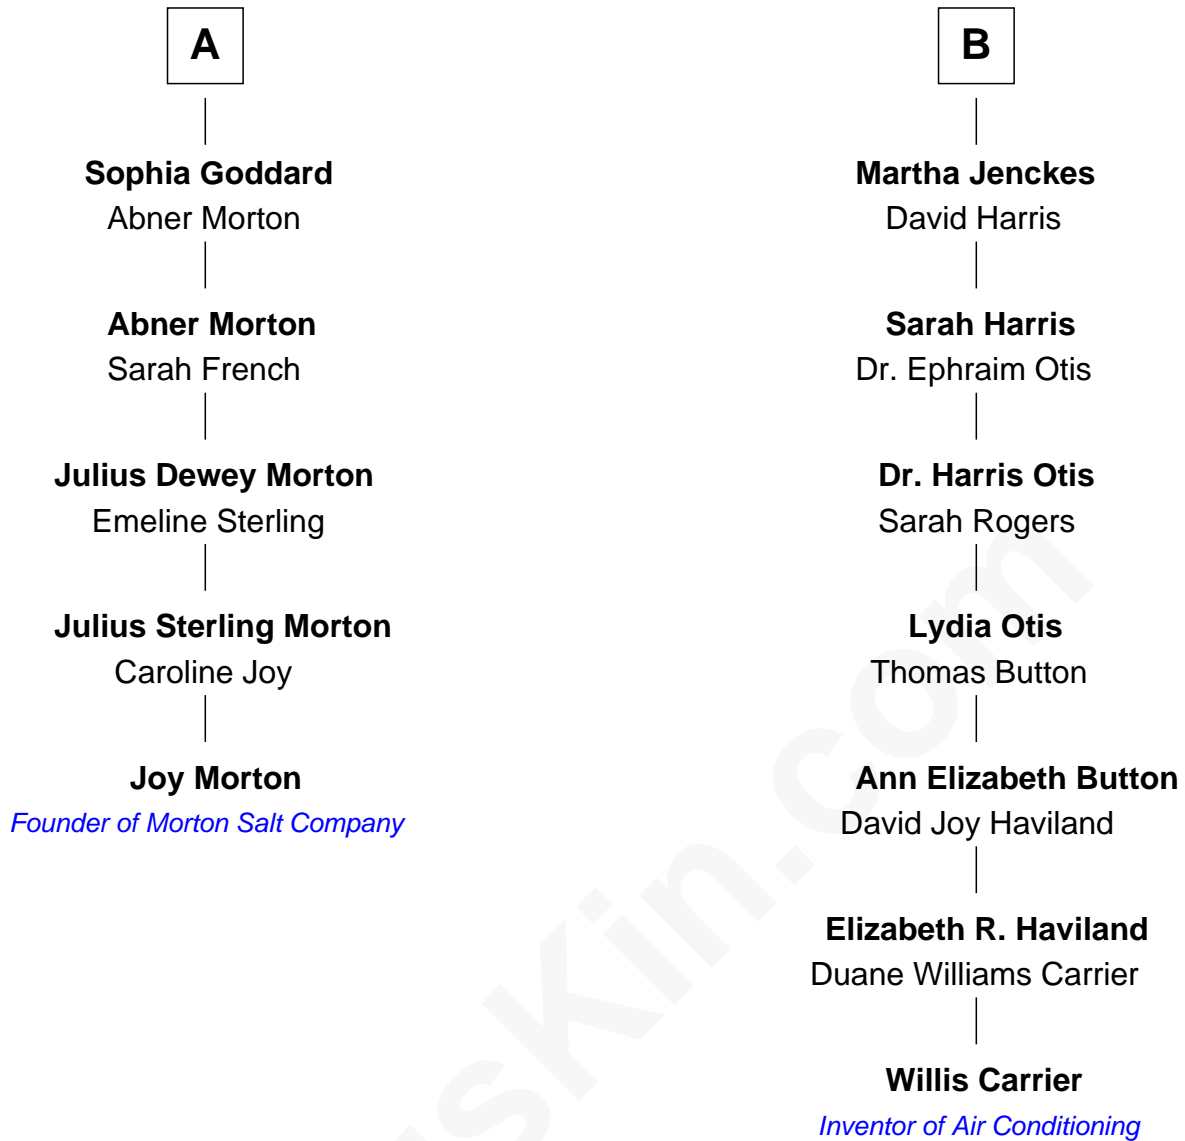 A
Sophia Goddard
Abner Morton
Abner Morton
Sarah French
Julius Dewey Morton
Emeline Sterling
Julius Sterling Morton
Caroline Joy
Joy Morton
Founder of Morton Salt Company
B
Martha Jenckes
David Harris
Sarah Harris
Dr. Ephraim Otis
Dr. Harris Otis
Sarah Rogers
Lydia Otis
Thomas Button
Ann Elizabeth Button
David Joy Haviland
Elizabeth R. Haviland
Duane Williams Carrier
Willis Carrier
Inventor of Air Conditioning